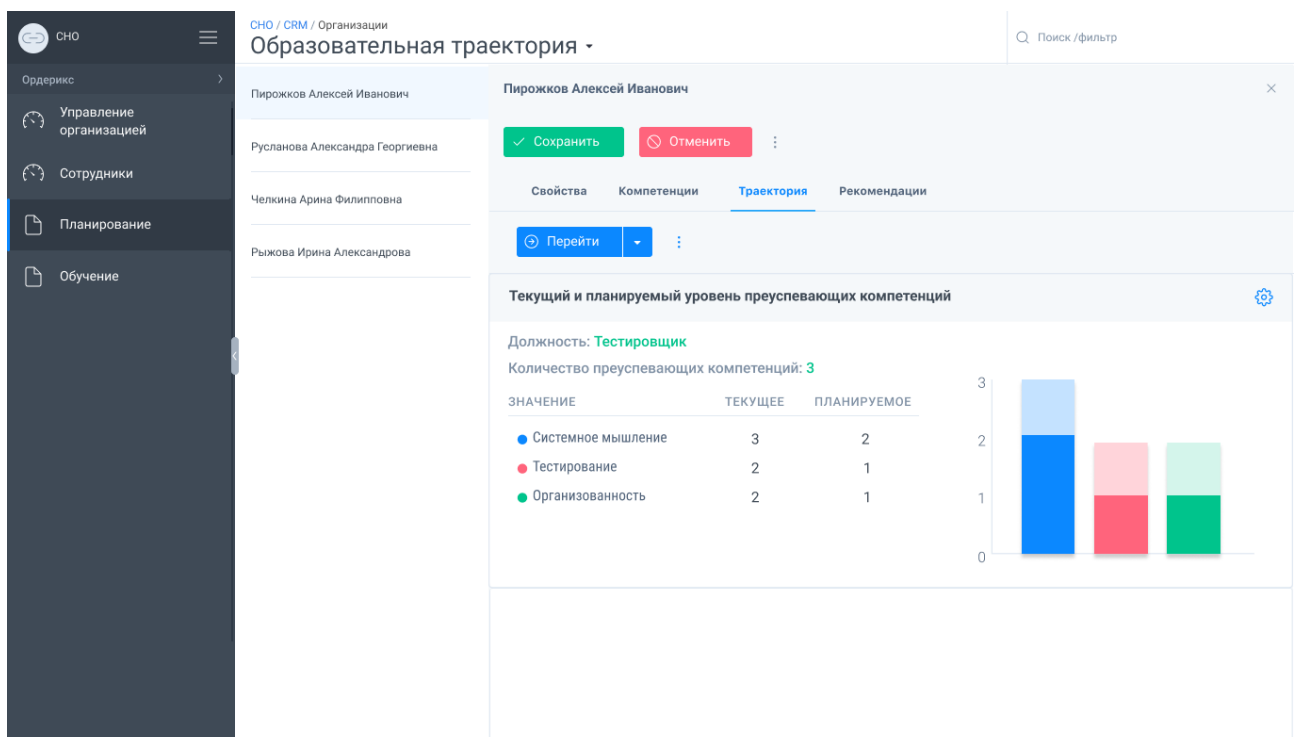 СНО
Ордерикс
Управление
организацией
Сотрудники
Планирование
Обучение
СНО / CRM / Организации
Образовательная траектория
Поиск /фильтр
Пирожков Алексей Иванович
Русланова Александра Георгиевна
Челкина Арина Филипповна
Рыжова Ирина Александрова
Пирожков Алексей Иванович
Сохранить Отменить
Свойства Компетенции Траектория Рекомендации
Перейти
Текущий и планируемый уровень преуспевающих компетенций
Должность: Тестировщик
Количество преуспевающих компетенций: 3
ЗНАЧЕНИЕ ТЕКУЩЕЕ ПЛАНИРУЕМОЕ
Системное мышление 3 2
Тестирование 2 1
Организованность 2 1
3
2
1
0